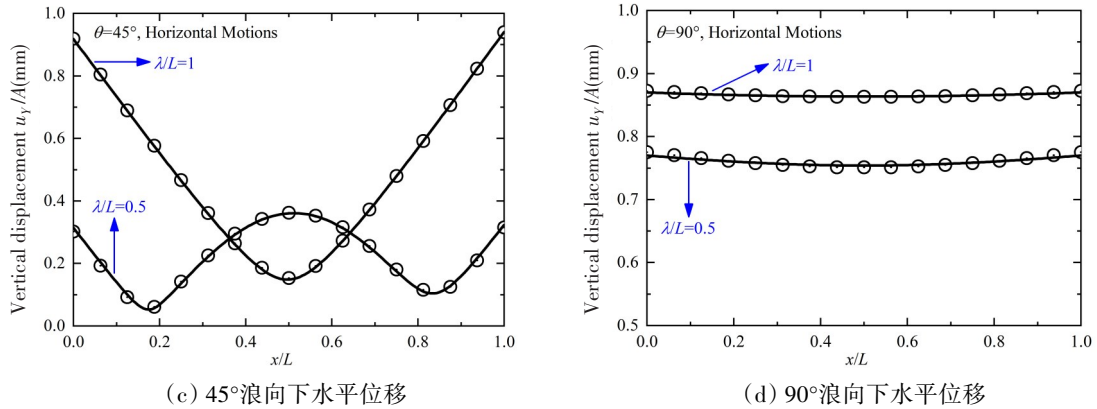 θ=45°, Horizontal Motions
λ/L=1
λ/L=0.5
Vertical displacement u_Y/A(mm)
1.0
0.8
0.6
0.4
0.2
0.0
0.0 0.2 0.4 0.6 0.8 1.0
x/L
(c) 45°浪向下水平位移
θ=90°, Horizontal Motions
λ/L=1
λ/L=0.5
Vertical displacement u_Y/A(mm)
1.0
0.9
0.8
0.7
0.6
0.5
0.0 0.2 0.4 0.6 0.8 1.0
x/L
(d) 90°浪向下水平位移